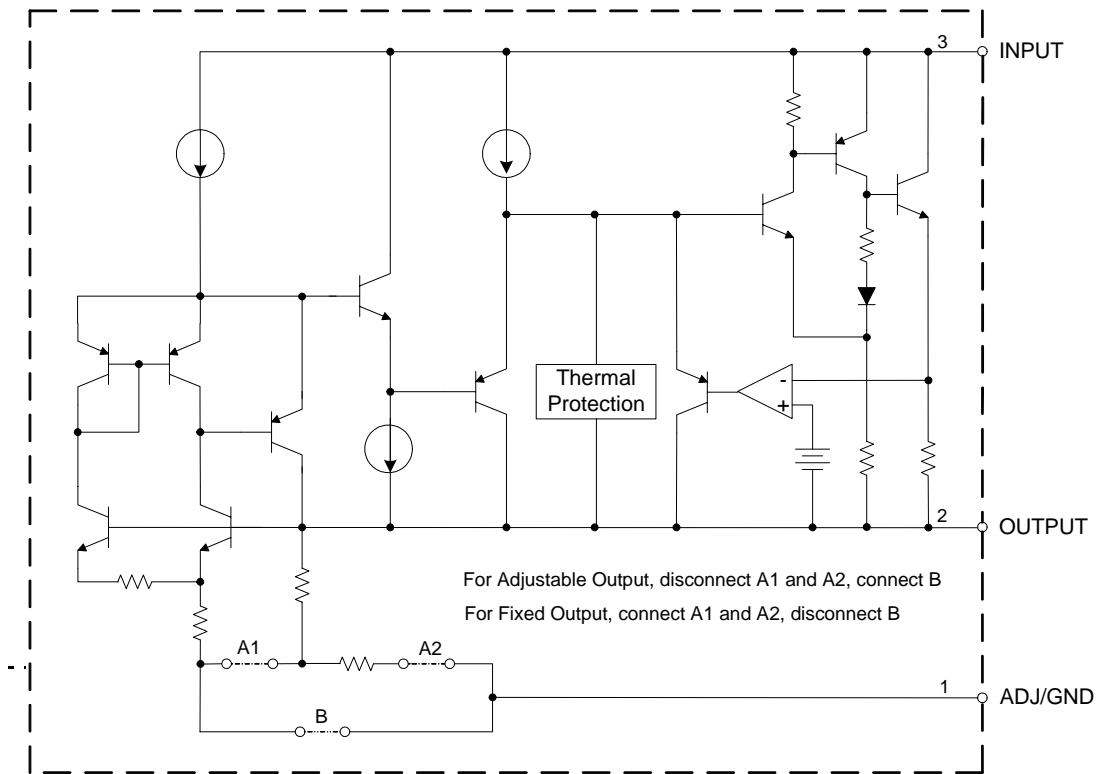 3
INPUT
Thermal
Protection
-
+
2
OUTPUT
For Adjustable Output, disconnect A1 and A2, connect B
For Fixed Output, connect A1 and A2, disconnect B
A1
A2
1
ADJ/GND
B